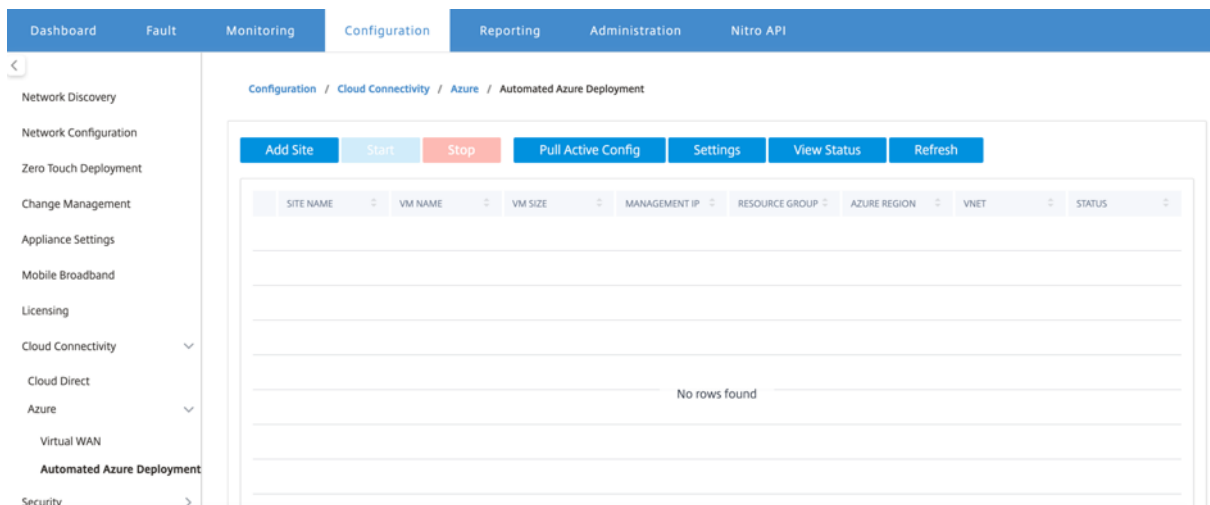 Dashboard Fault Monitoring Configuration Reporting Administration Nitro API
Configuration / Cloud Connectivity / Azure / Automated Azure Deployment
Network Discovery
Network Configuration
Zero Touch Deployment
Change Management
Appliance Settings
Mobile Broadband
Licensing
Cloud Connectivity
Cloud Direct
Azure
Virtual WAN
Automated Azure Deployment
Security
Add Site Start Stop Pull Active Config Settings View Status Refresh
SITE NAME VM NAME VM SIZE MANAGEMENT IP RESOURCE GROUP AZURE REGION VNET STATUS
No rows found